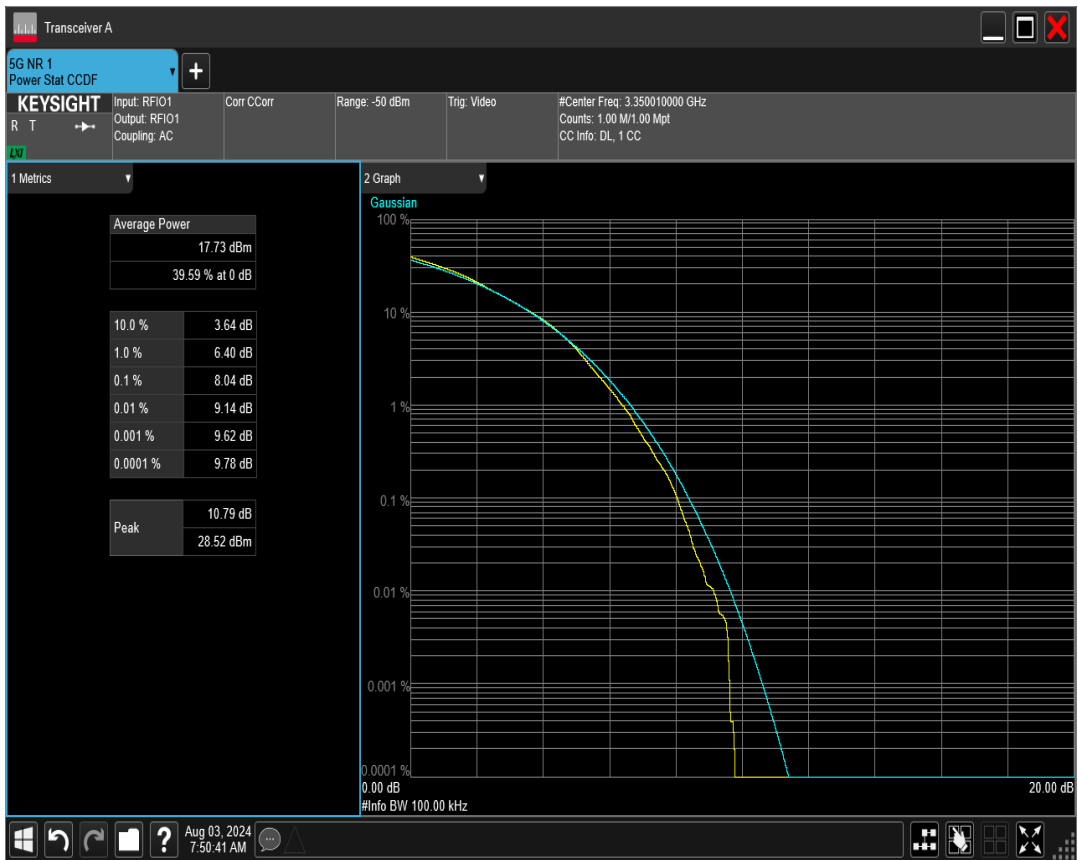 Transceiver A
5G NR 1
Power Stat CCDF
+
KEYSIGHT
R T
LXI
Input: RFIO1
Output: RFIO1
Coupling: AC
Corr CCorr
Range: -50 dBm
Trig: Video
#Center Freq: 3.350010000 GHz
Counts: 1.00 M/1.00 Mpt
CC Info: DL, 1 CC
1 Metrics
Average Power
17.73 dBm
39.59 % at 0 dB
10.0 % 3.64 dB
1.0 % 6.40 dB
0.1 % 8.04 dB
0.01 % 9.14 dB
0.001 % 9.62 dB
0.0001 % 9.78 dB
Peak
10.79 dB
28.52 dBm
2 Graph
Gaussian
100 %
10 %
1 %
0.1 %
0.01 %
0.001 %
0.0001 %
0.00 dB 20.00 dB
#Info BW 100.00 kHz
?
Aug 03, 2024
7:50:41 AM